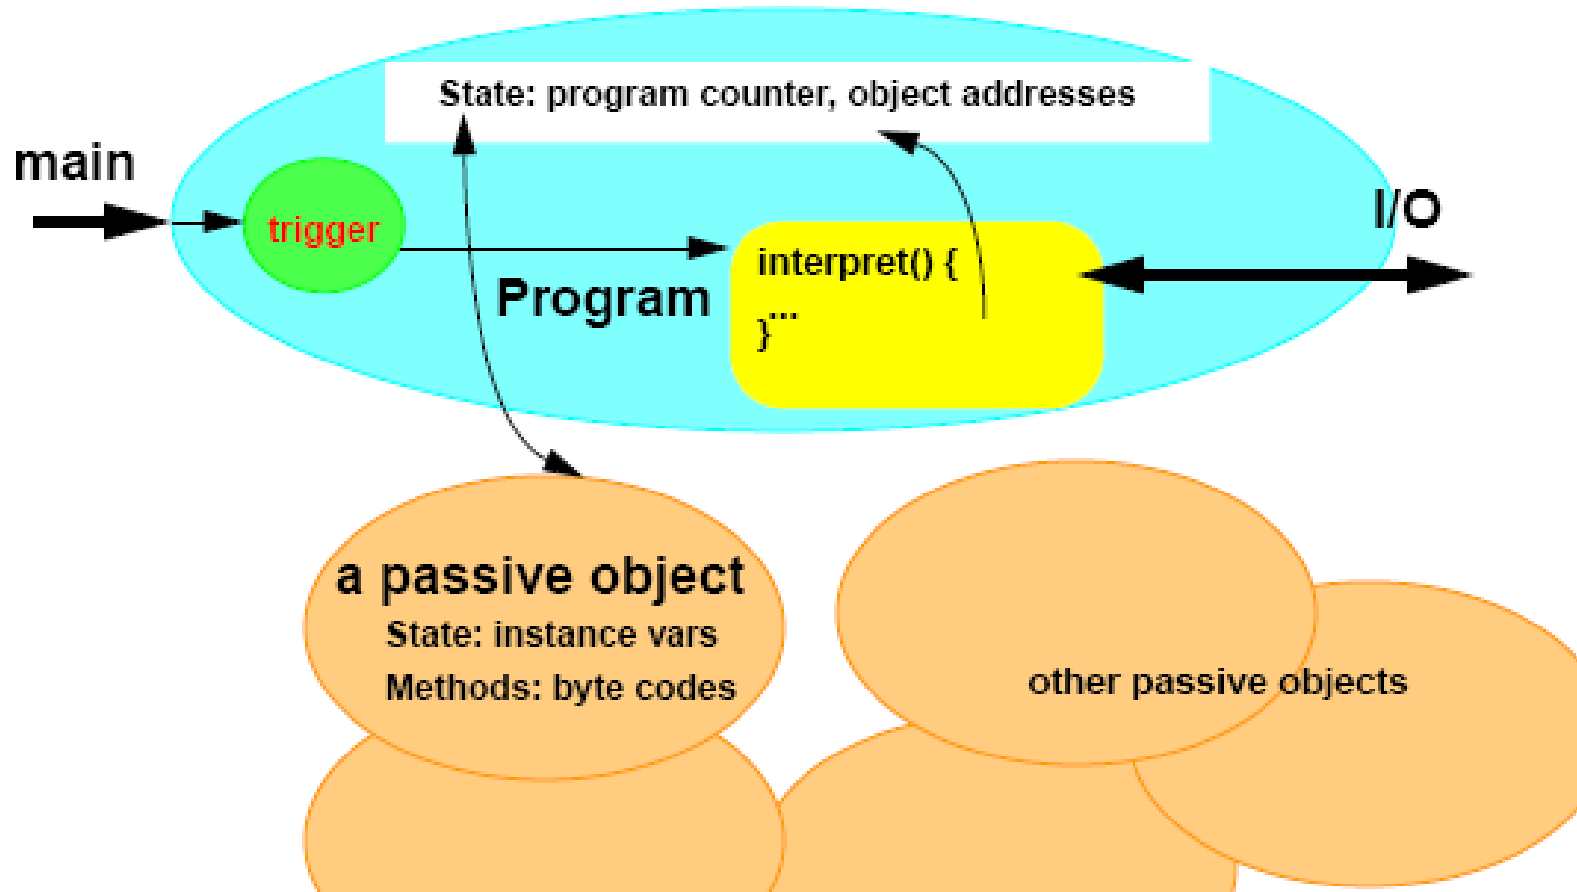 State: program counter, object addresses
main
trigger
I/O
Program
interpret() {
...
}
a passive object
State: instance vars
Methods: byte codes
other passive objects